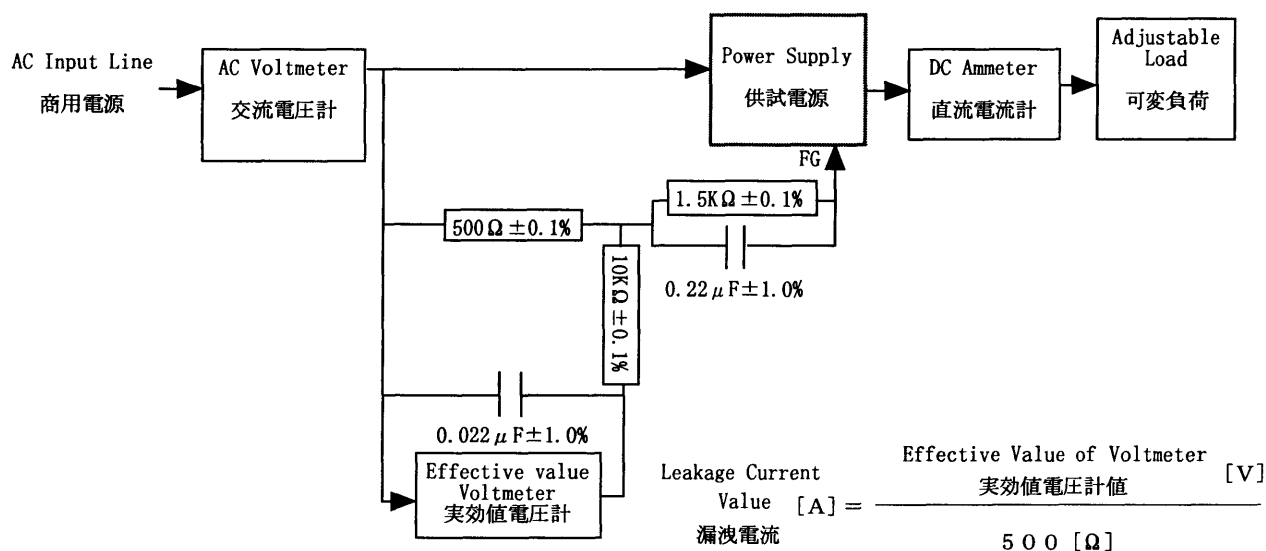 AC Input Line
商用電源
AC Voltmeter
交流電圧計
Power Supply
供試電源
DC Ammeter
直流電流計
Adjustable
Load
可変負荷
FG
1.5KΩ±0.1%
500Ω±0.1%
0.22μF±1.0%
10KΩ±0.1%
0.022μF±1.0%
Effective value
Voltmeter
実効値電圧計
Leakage Current
Value [A]=
漏洩電流
Effective Value of Voltmeter
実効値電圧計値 [V]
500 [Ω]